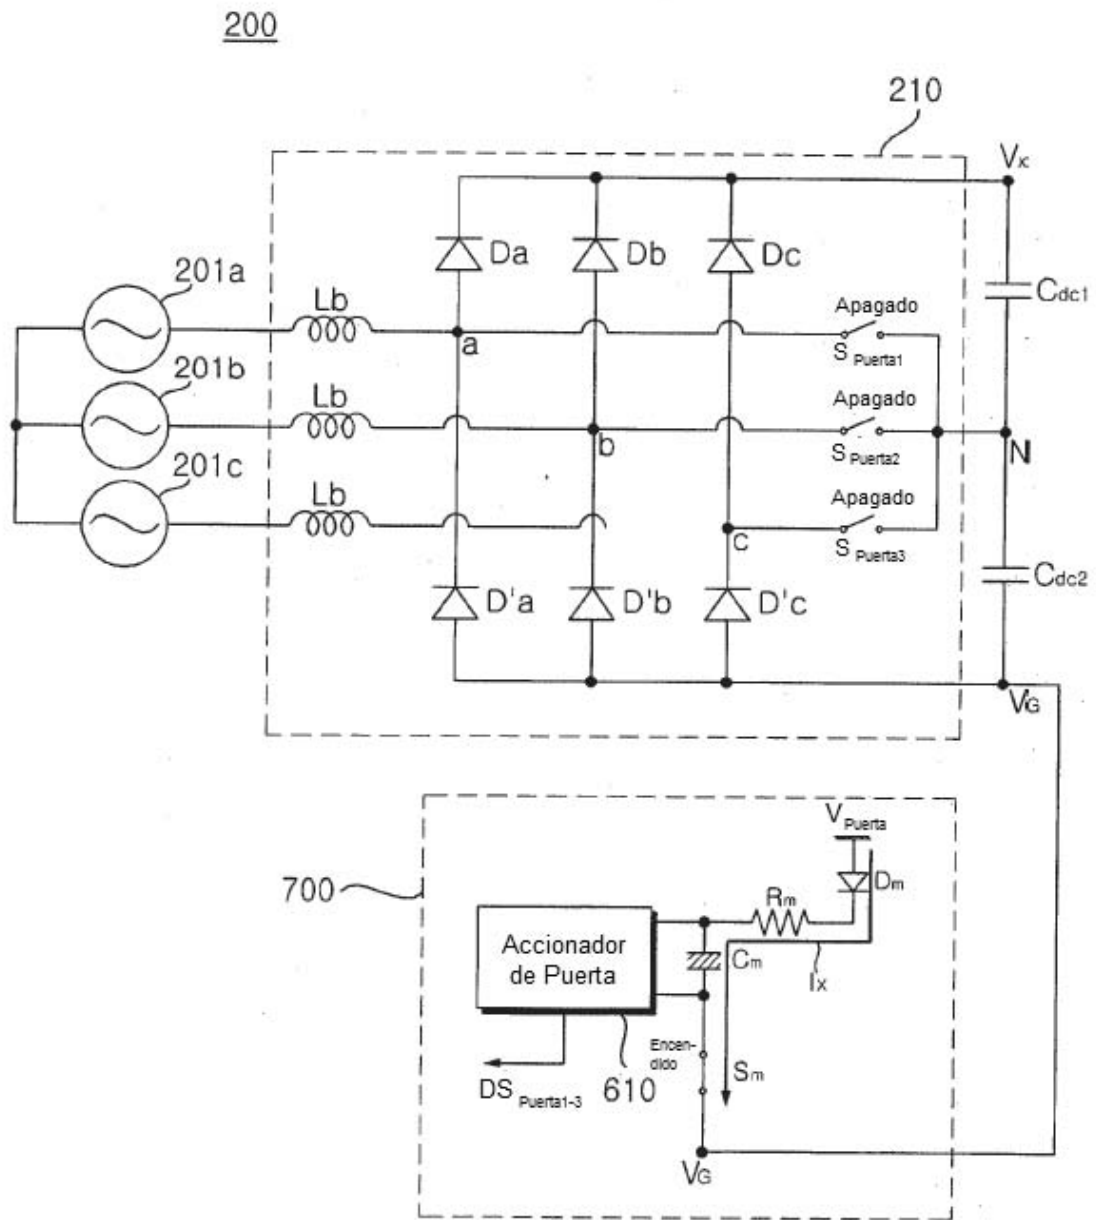 200
210
Vx
Da
Db
Dc
201a
Lb
Apagado
Cdc1
a
S Puerta1
201b
Lb
Apagado
b
N
S Puerta2
201c
Lb
Apagado
c
S Puerta3
D'a
D'b
D'c
Cdc2
VG
V Puerta
700
Rm
Dm
Accionador
de Puerta
Cm
Ix
Encen-
dido
Sm
DS Puerta1-3
610
VG